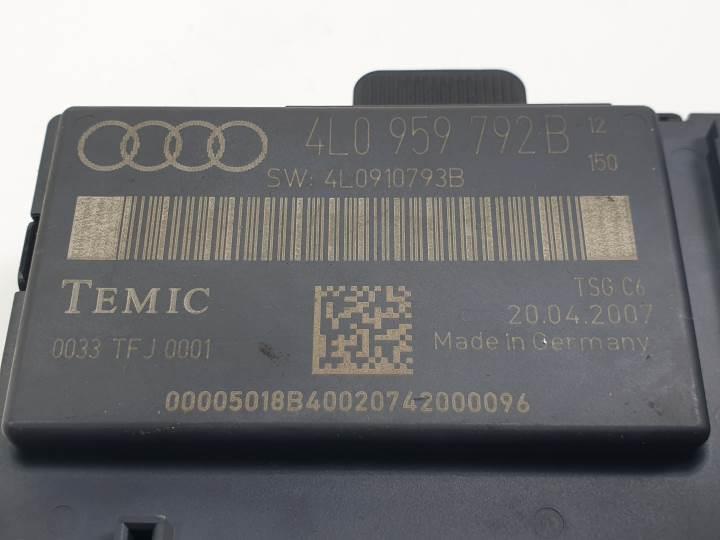 4L0 959 792 B 12
150
SW: 4L0910793B
TEMIC
TSG C6
20.04.2007
0033 TFJ 0001
Made in Germany
00005018B40020742000096